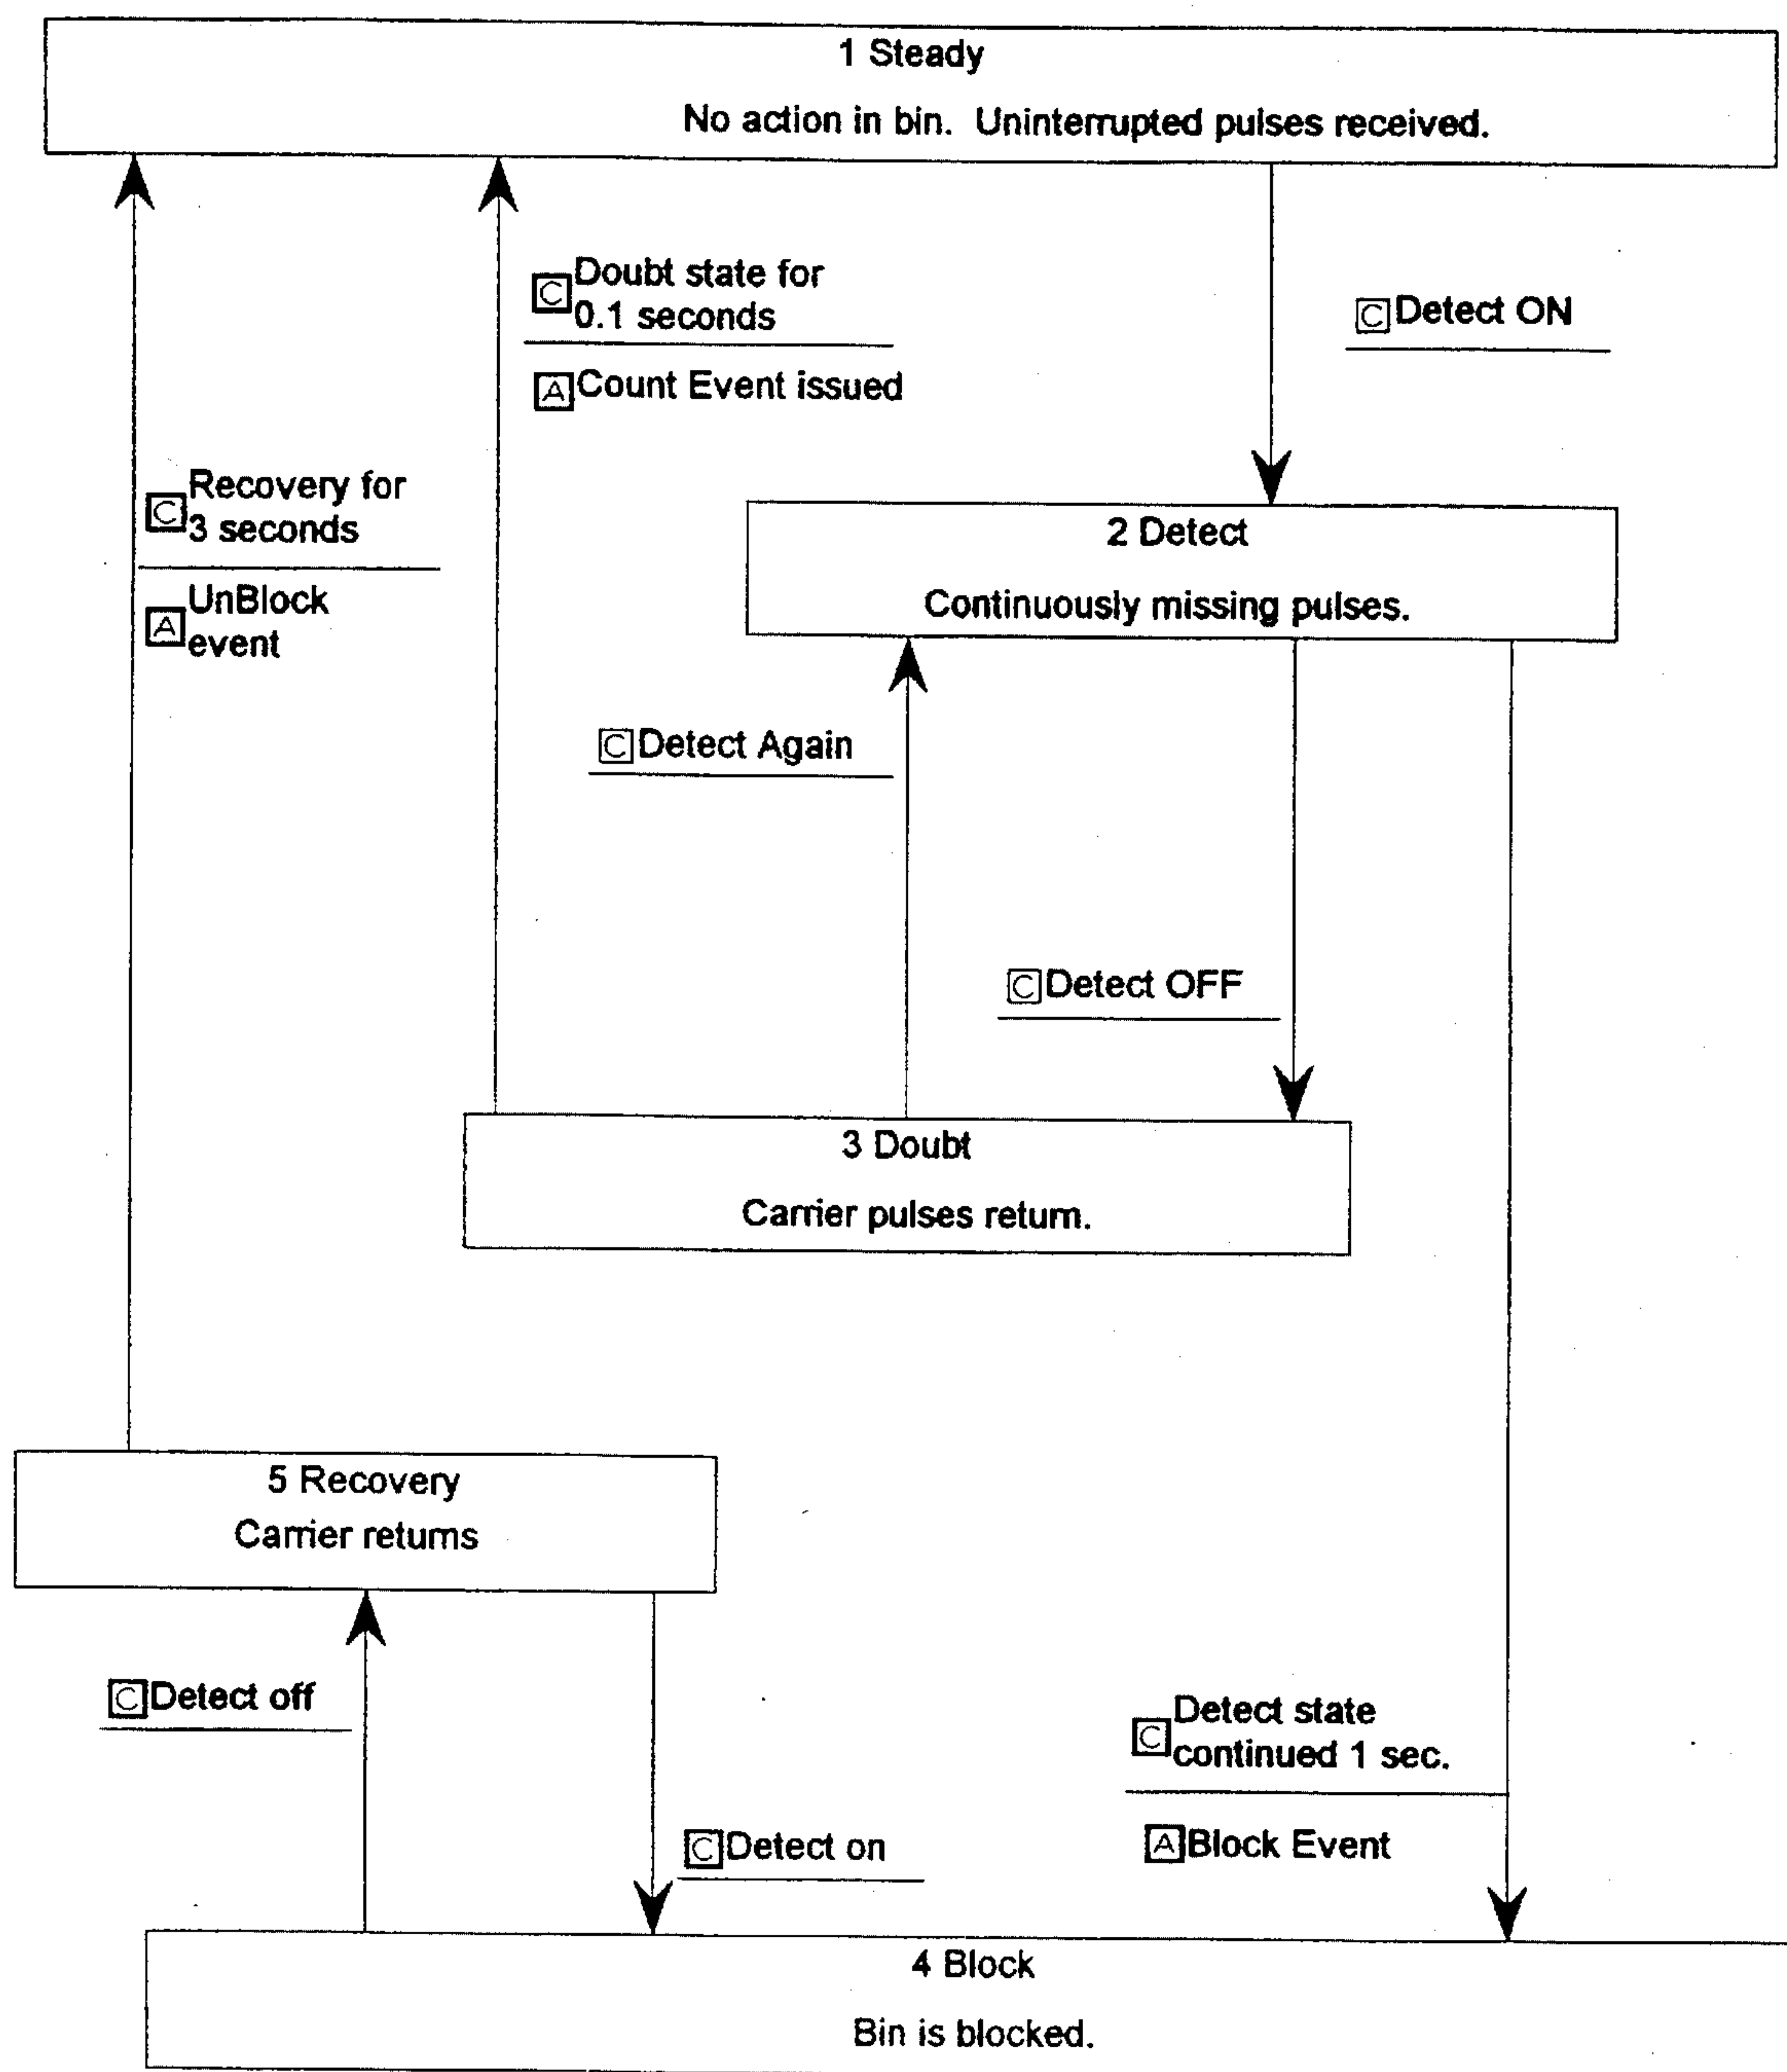 1 Steady
No action in bin. Uninterrupted pulses received.
C Doubt state for
0.1 seconds
A Count Event issued
C Detect ON
C Recovery for
3 seconds
A UnBlock
event
2 Detect
Continuously missing pulses.
C Detect Again
C Detect OFF
3 Doubt
Carrier pulses return.
5 Recovery
Carrier returns
C Detect off
C Detect on
C Detect state
continued 1 sec.
A Block Event
4 Block
Bin is blocked.